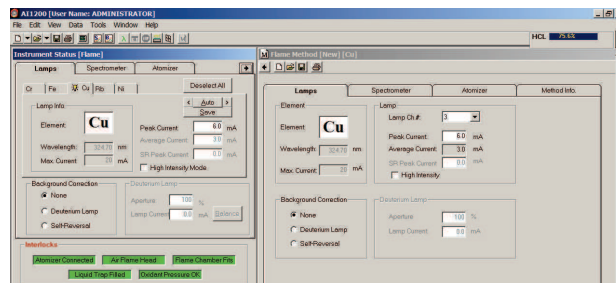 AI1200 [User Name: ADMINISTRATOR]
File Edit View Data Tools Window Help
HCL 75.6%
Instrument Status [Flame]
Lamps Spectrometer Atomizer
Cr Fe Cu Rb Ni
Deselect All
< Auto >
Save
Lamp Info.
Element: Cu
Wavelength: 324.70 nm
Max. Current 20 mA
Peak Current 6.0 mA
Average Current 3.0 mA
SR Peak Current 0.0 mA
High Intensity Mode
Background Correction
None
Deuterium Lamp
Self-Reversal
Deuterium Lamp
Aperture 100 %
Lamp Current 0.0 mA Balance
Interlocks
Atomizer Connected Air Flame Head Flame Chamber Frnt
Liquid Trap Filled Oxidant Pressure OK
Flame Method [New] [Cu]
Lamps Spectrometer Atomizer Method Info.
Element
Element Cu
Wavelength: 324.70 nm
Max. Current: 20 mA
Lamp
Lamp Ch.#: 3
Peak Current: 6.0 mA
Average Current: 3.0 mA
SR Peak Current 0.0 mA
High Intensity
Background Correction
None
Deuterium Lamp
Self-Reversal
Deuterium Lamp
Aperture 100 %
Lamp Current 0.0 mA